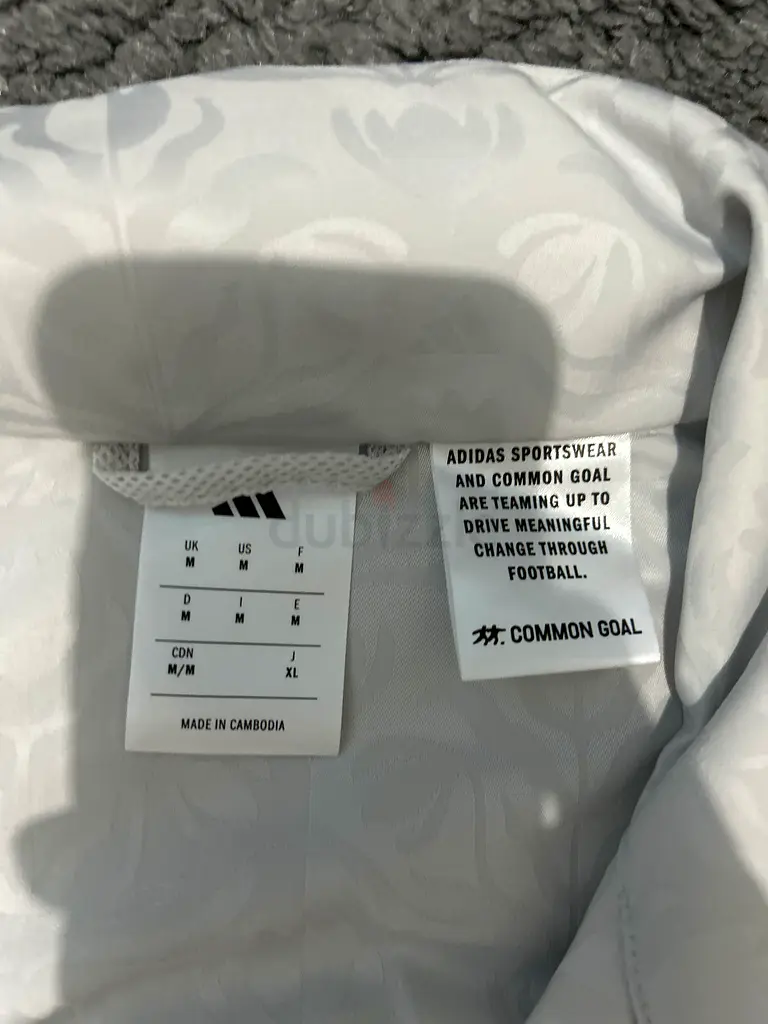 UK US F
M M M
D I E
M M M
CDN J
M/M XL
MADE IN CAMBODIA
ADIDAS SPORTSWEAR
AND COMMON GOAL
ARE TEAMING UP TO
DRIVE MEANINGFUL
CHANGE THROUGH
FOOTBALL.
COMMON GOAL
dubizzle